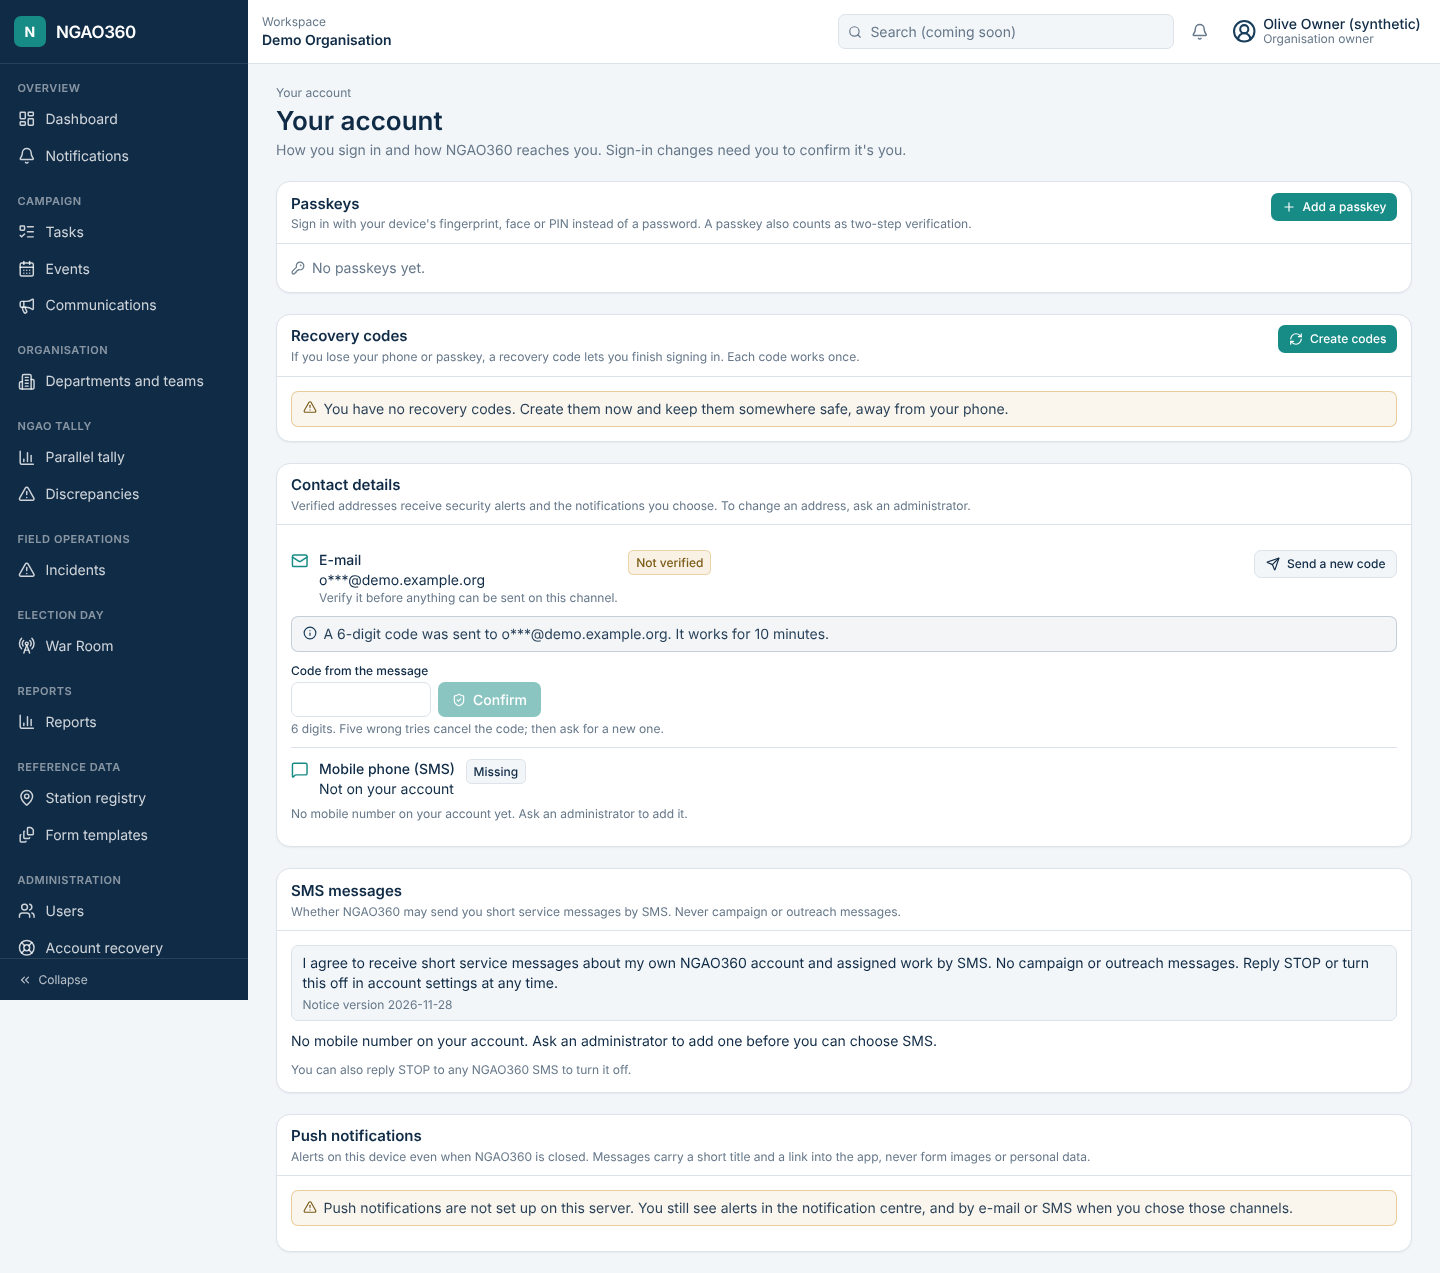 N NGAO360
Workspace
Demo Organisation
Search (coming soon)
Olive Owner (synthetic)
Organisation owner
OVERVIEW
Dashboard
Notifications
CAMPAIGN
Tasks
Events
Communications
ORGANISATION
Departments and teams
NGAO TALLY
Parallel tally
Discrepancies
FIELD OPERATIONS
Incidents
ELECTION DAY
War Room
REPORTS
Reports
REFERENCE DATA
Station registry
Form templates
ADMINISTRATION
Users
Account recovery
Collapse
Your account
Your account
How you sign in and how NGAO360 reaches you. Sign-in changes need you to confirm it's you.
Passkeys
Sign in with your device's fingerprint, face or PIN instead of a password. A passkey also counts as two-step verification.
Add a passkey
No passkeys yet.
Recovery codes
If you lose your phone or passkey, a recovery code lets you finish signing in. Each code works once.
Create codes
You have no recovery codes. Create them now and keep them somewhere safe, away from your phone.
Contact details
Verified addresses receive security alerts and the notifications you choose. To change an address, ask an administrator.
E-mail
o***@demo.example.org
Verify it before anything can be sent on this channel.
Not verified
Send a new code
A 6-digit code was sent to o***@demo.example.org. It works for 10 minutes.
Code from the message
Confirm
6 digits. Five wrong tries cancel the code; then ask for a new one.
Mobile phone (SMS)
Missing
Not on your account
No mobile number on your account yet. Ask an administrator to add it.
SMS messages
Whether NGAO360 may send you short service messages by SMS. Never campaign or outreach messages.
I agree to receive short service messages about my own NGAO360 account and assigned work by SMS. No campaign or outreach messages. Reply STOP or turn
this off in account settings at any time.
Notice version 2026-11-28
No mobile number on your account. Ask an administrator to add one before you can choose SMS.
You can also reply STOP to any NGAO360 SMS to turn it off.
Push notifications
Alerts on this device even when NGAO360 is closed. Messages carry a short title and a link into the app, never form images or personal data.
Push notifications are not set up on this server. You still see alerts in the notification centre, and by e-mail or SMS when you chose those channels.